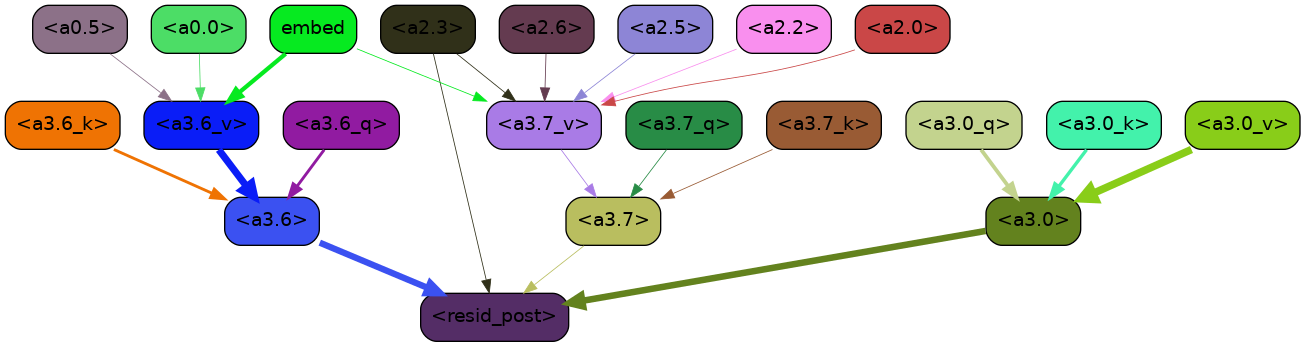 <a0.5> <a0.0> embed <a2.3> <a2.6> <a2.5> <a2.2> <a2.0>
<a3.6_k> <a3.6_v> <a3.6_q> <a3.7_v> <a3.7_q> <a3.7_k> <a3.0_q> <a3.0_k> <a3.0_v>
<a3.6> <a3.7> <a3.0>
<resid_post>